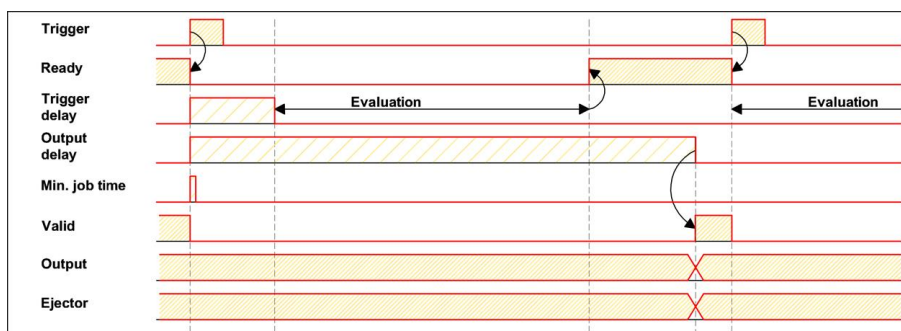 Trigger
Ready
Trigger
delay
Evaluation
Evaluation
Output
delay
Min. job time
Valid
Output
Ejector